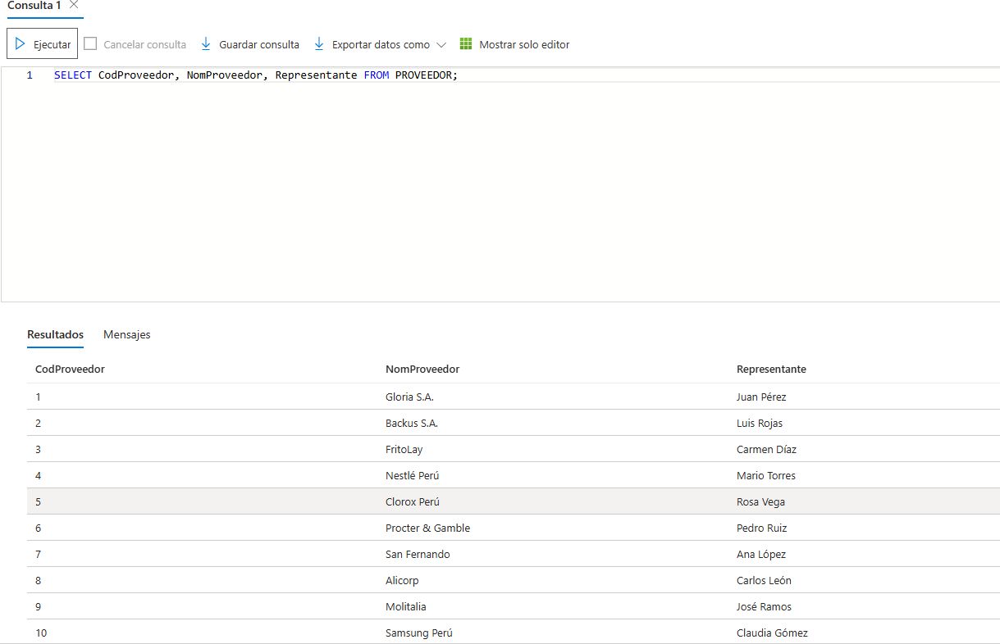 Consulta 1
Ejecutar Cancelar consulta Guardar consulta Exportar datos como Mostrar solo editor
1 SELECT CodProveedor, NomProveedor, Representante FROM PROVEEDOR;
Resultados Mensajes
CodProveedor NomProveedor Representante
1 Gloria S.A. Juan Pérez
2 Backus S.A. Luis Rojas
3 FritoLay Carmen Díaz
4 Nestlé Perú Mario Torres
5 Clorox Perú Rosa Vega
6 Procter & Gamble Pedro Ruiz
7 San Fernando Ana López
8 Alicorp Carlos León
9 Molitalia José Ramos
10 Samsung Perú Claudia Gómez